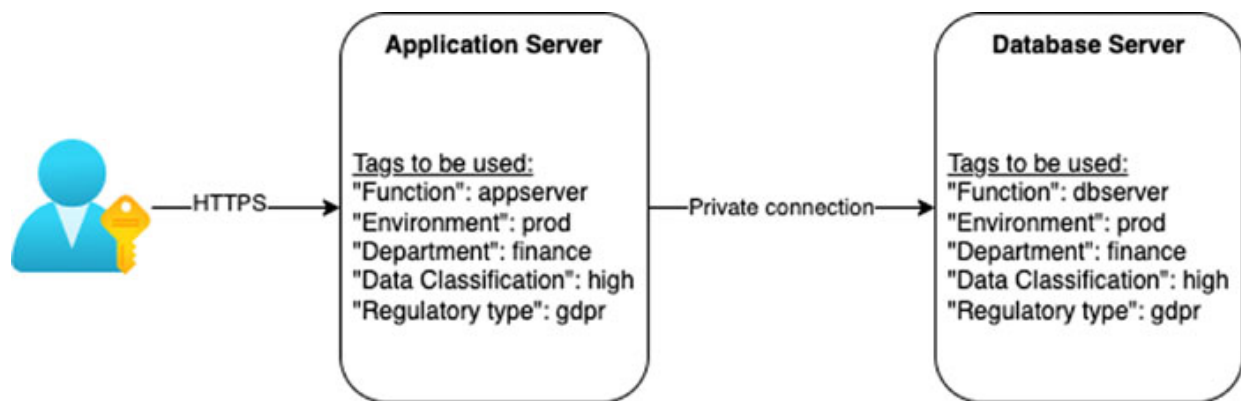 Application Server
Tags to be used:
"Function": appserver
"Environment": prod
"Department": finance
"Data Classification": high
"Regulatory type": gdpr
HTTPS
Private connection
Database Server
Tags to be used:
"Function": dbserver
"Environment": prod
"Department": finance
"Data Classification": high
"Regulatory type": gdpr